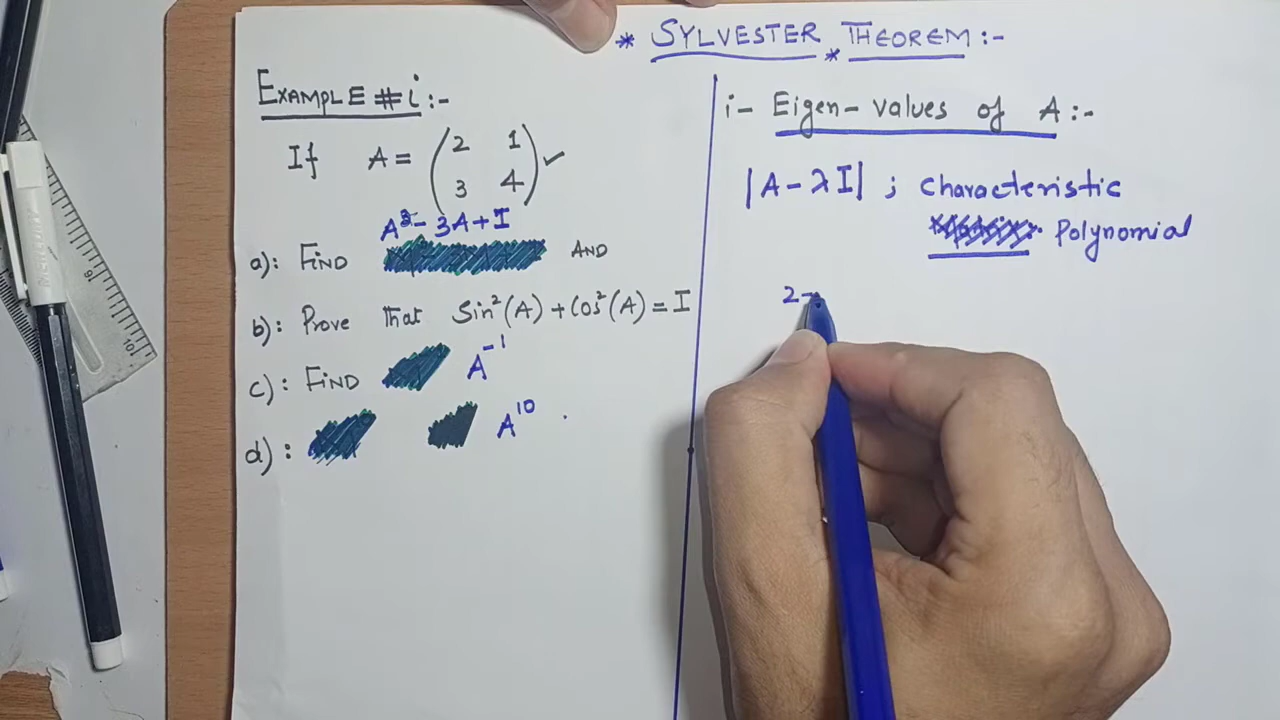 * SYLVESTER * THEOREM:-
EXAMPLE #i:-
If A = (2 1
3 4) ✓
A² - 3A + I
a): FIND AND
b): Prove that Sin²(A) + Cos²(A) = I
c): FIND A⁻¹
d): A¹⁰ .
i- Eigen-values of A:-
|A - λI| ; Characteristic
Polynomial
2-